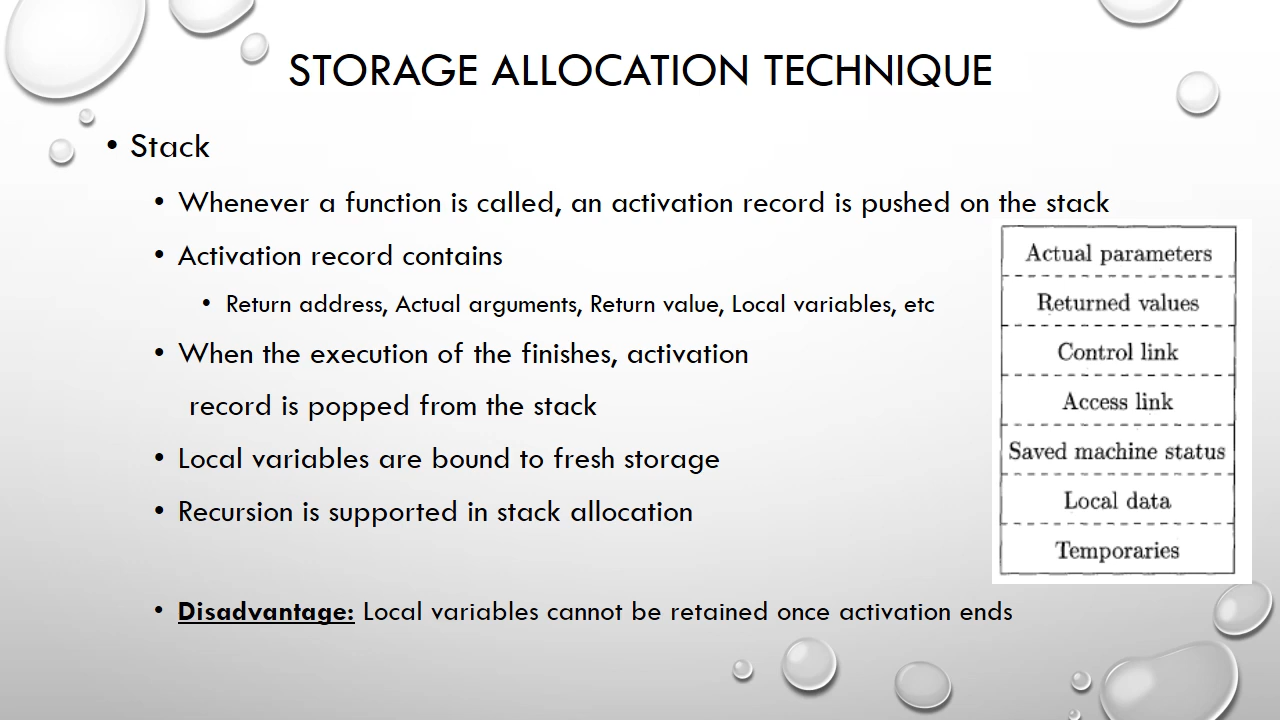 STORAGE ALLOCATION TECHNIQUE
• Stack
• Whenever a function is called, an activation record is pushed on the stack
• Activation record contains
• Return address, Actual arguments, Return value, Local variables, etc
• When the execution of the finishes, activation
record is popped from the stack
• Local variables are bound to fresh storage
• Recursion is supported in stack allocation
• Disadvantage: Local variables cannot be retained once activation ends
Actual parameters
Returned values
Control link
Access link
Saved machine status
Local data
Temporaries